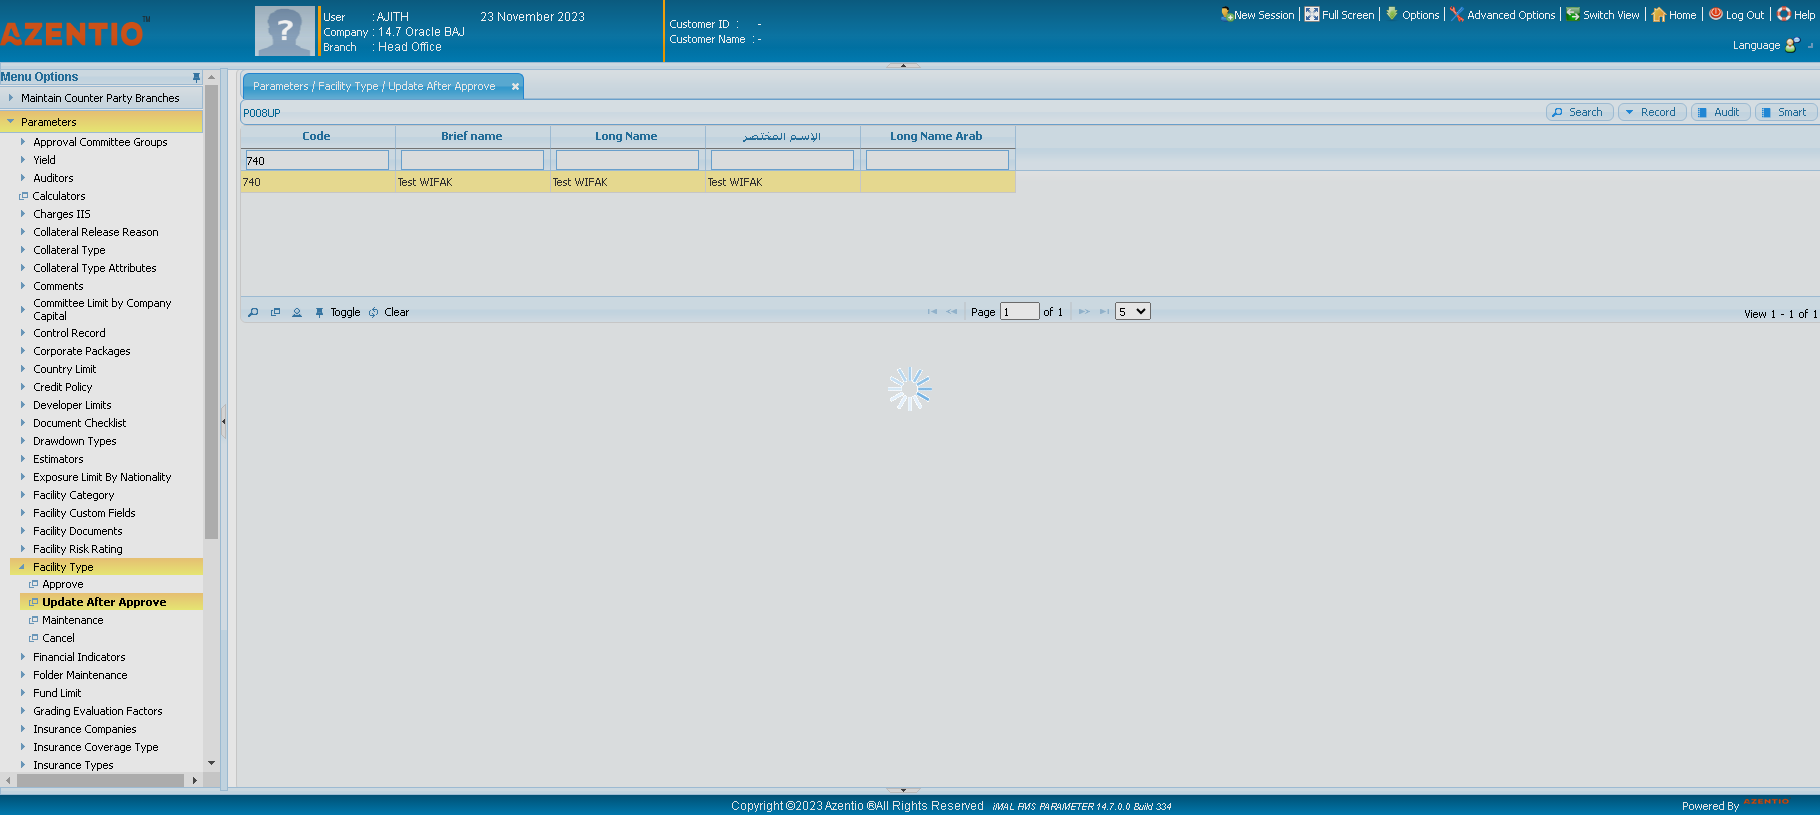 AZENTIO™
User : AJITH 23 November 2023
Company : 14.7 Oracle BAJ
Branch : Head Office
Customer ID : -
Customer Name : -
New Session
Full Screen
Options
Advanced Options
Switch View
Home
Log Out
Help
Language
Menu Options
Maintain Counter Party Branches
Parameters
Approval Committee Groups
Yield
Auditors
Calculators
Charges IIS
Collateral Release Reason
Collateral Type
Collateral Type Attributes
Comments
Committee Limit by Company
Capital
Control Record
Corporate Packages
Country Limit
Credit Policy
Developer Limits
Document Checklist
Drawdown Types
Estimators
Exposure Limit By Nationality
Facility Category
Facility Custom Fields
Facility Documents
Facility Risk Rating
Facility Type
Approve
Update After Approve
Maintenance
Cancel
Financial Indicators
Folder Maintenance
Fund Limit
Grading Evaluation Factors
Insurance Companies
Insurance Coverage Type
Insurance Types
Parameters / Facility Type / Update After Approve
P008UP
Search
Record
Audit
Smart
Code Brief name Long Name الإسم المختصر Long Name Arab
740
740 Test WIFAK Test WIFAK Test WIFAK
Toggle Clear
Page 1 of 1
5
View 1 - 1 of 1
Copyright ©2023 Azentio ®All Rights Reserved iMAL PMS PARAMETER 14.7.0.0 Build 334
Powered By AZENTIO